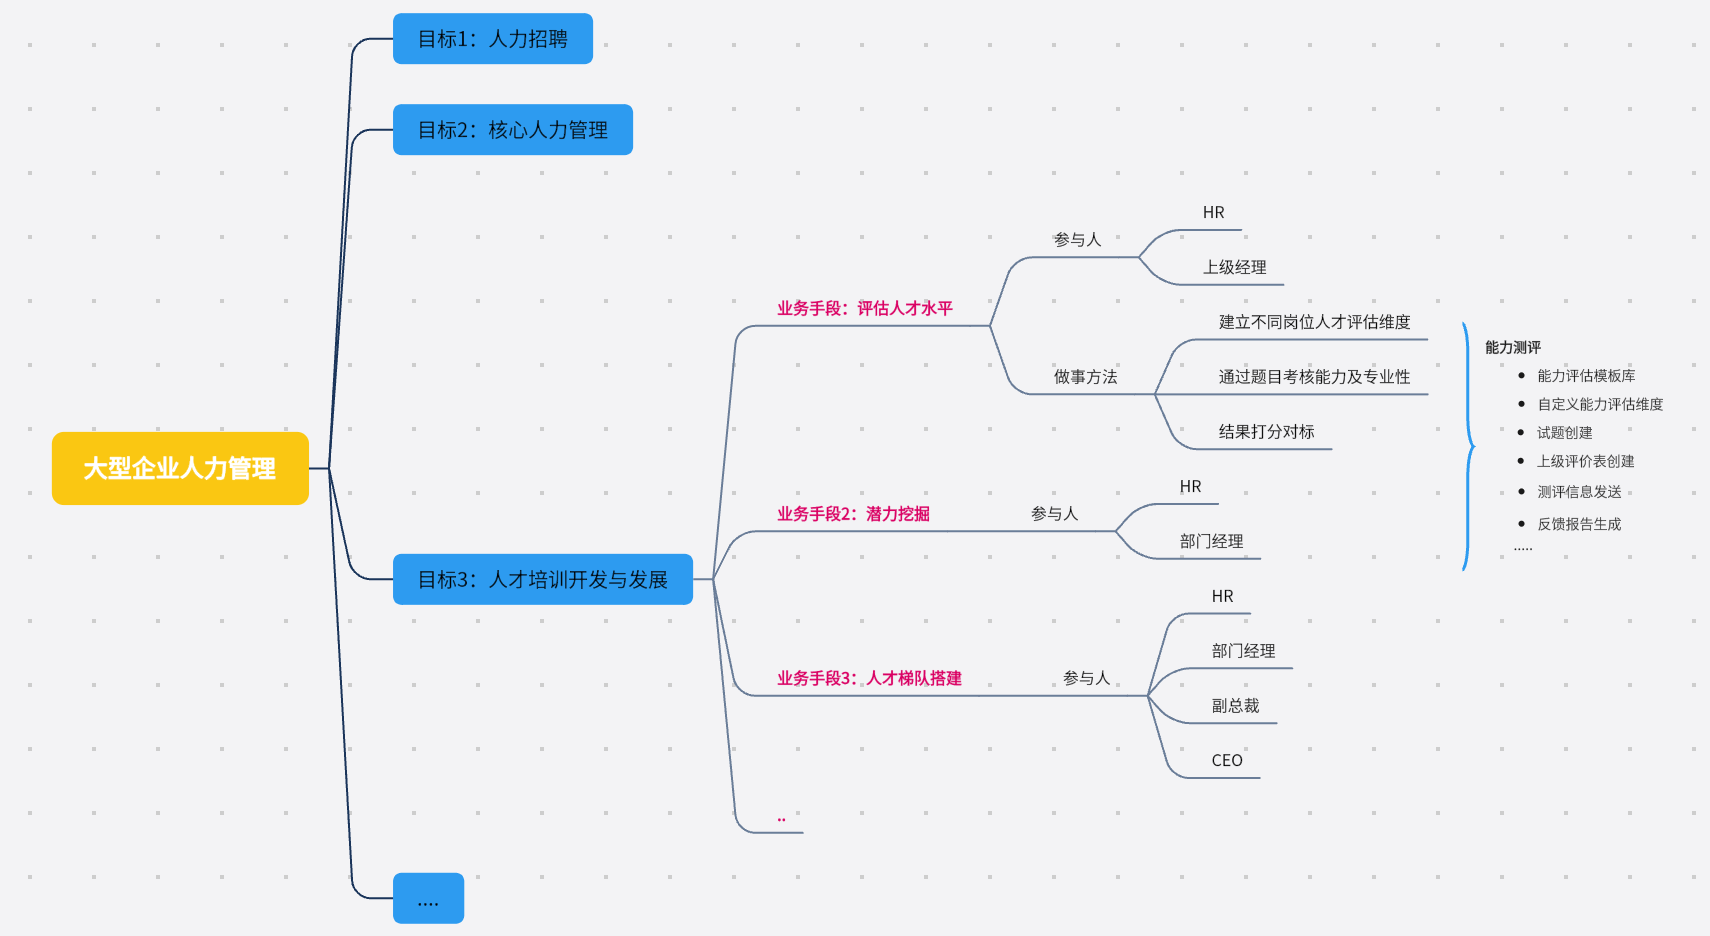 目标1：人力招聘
目标2：核心人力管理
HR
参与人
上级经理
业务手段：评估人才水平
建立不同岗位人才评估维度
做事方法
通过题目考核能力及专业性
结果打分对标
能力测评
能力评估模板库
自定义能力评估维度
试题创建
上级评价表创建
测评信息发送
反馈报告生成
.....
大型企业人力管理
HR
业务手段2：潜力挖掘
参与人
部门经理
目标3：人才培训开发与发展
HR
部门经理
业务手段3：人才梯队搭建
参与人
副总裁
CEO
..
....